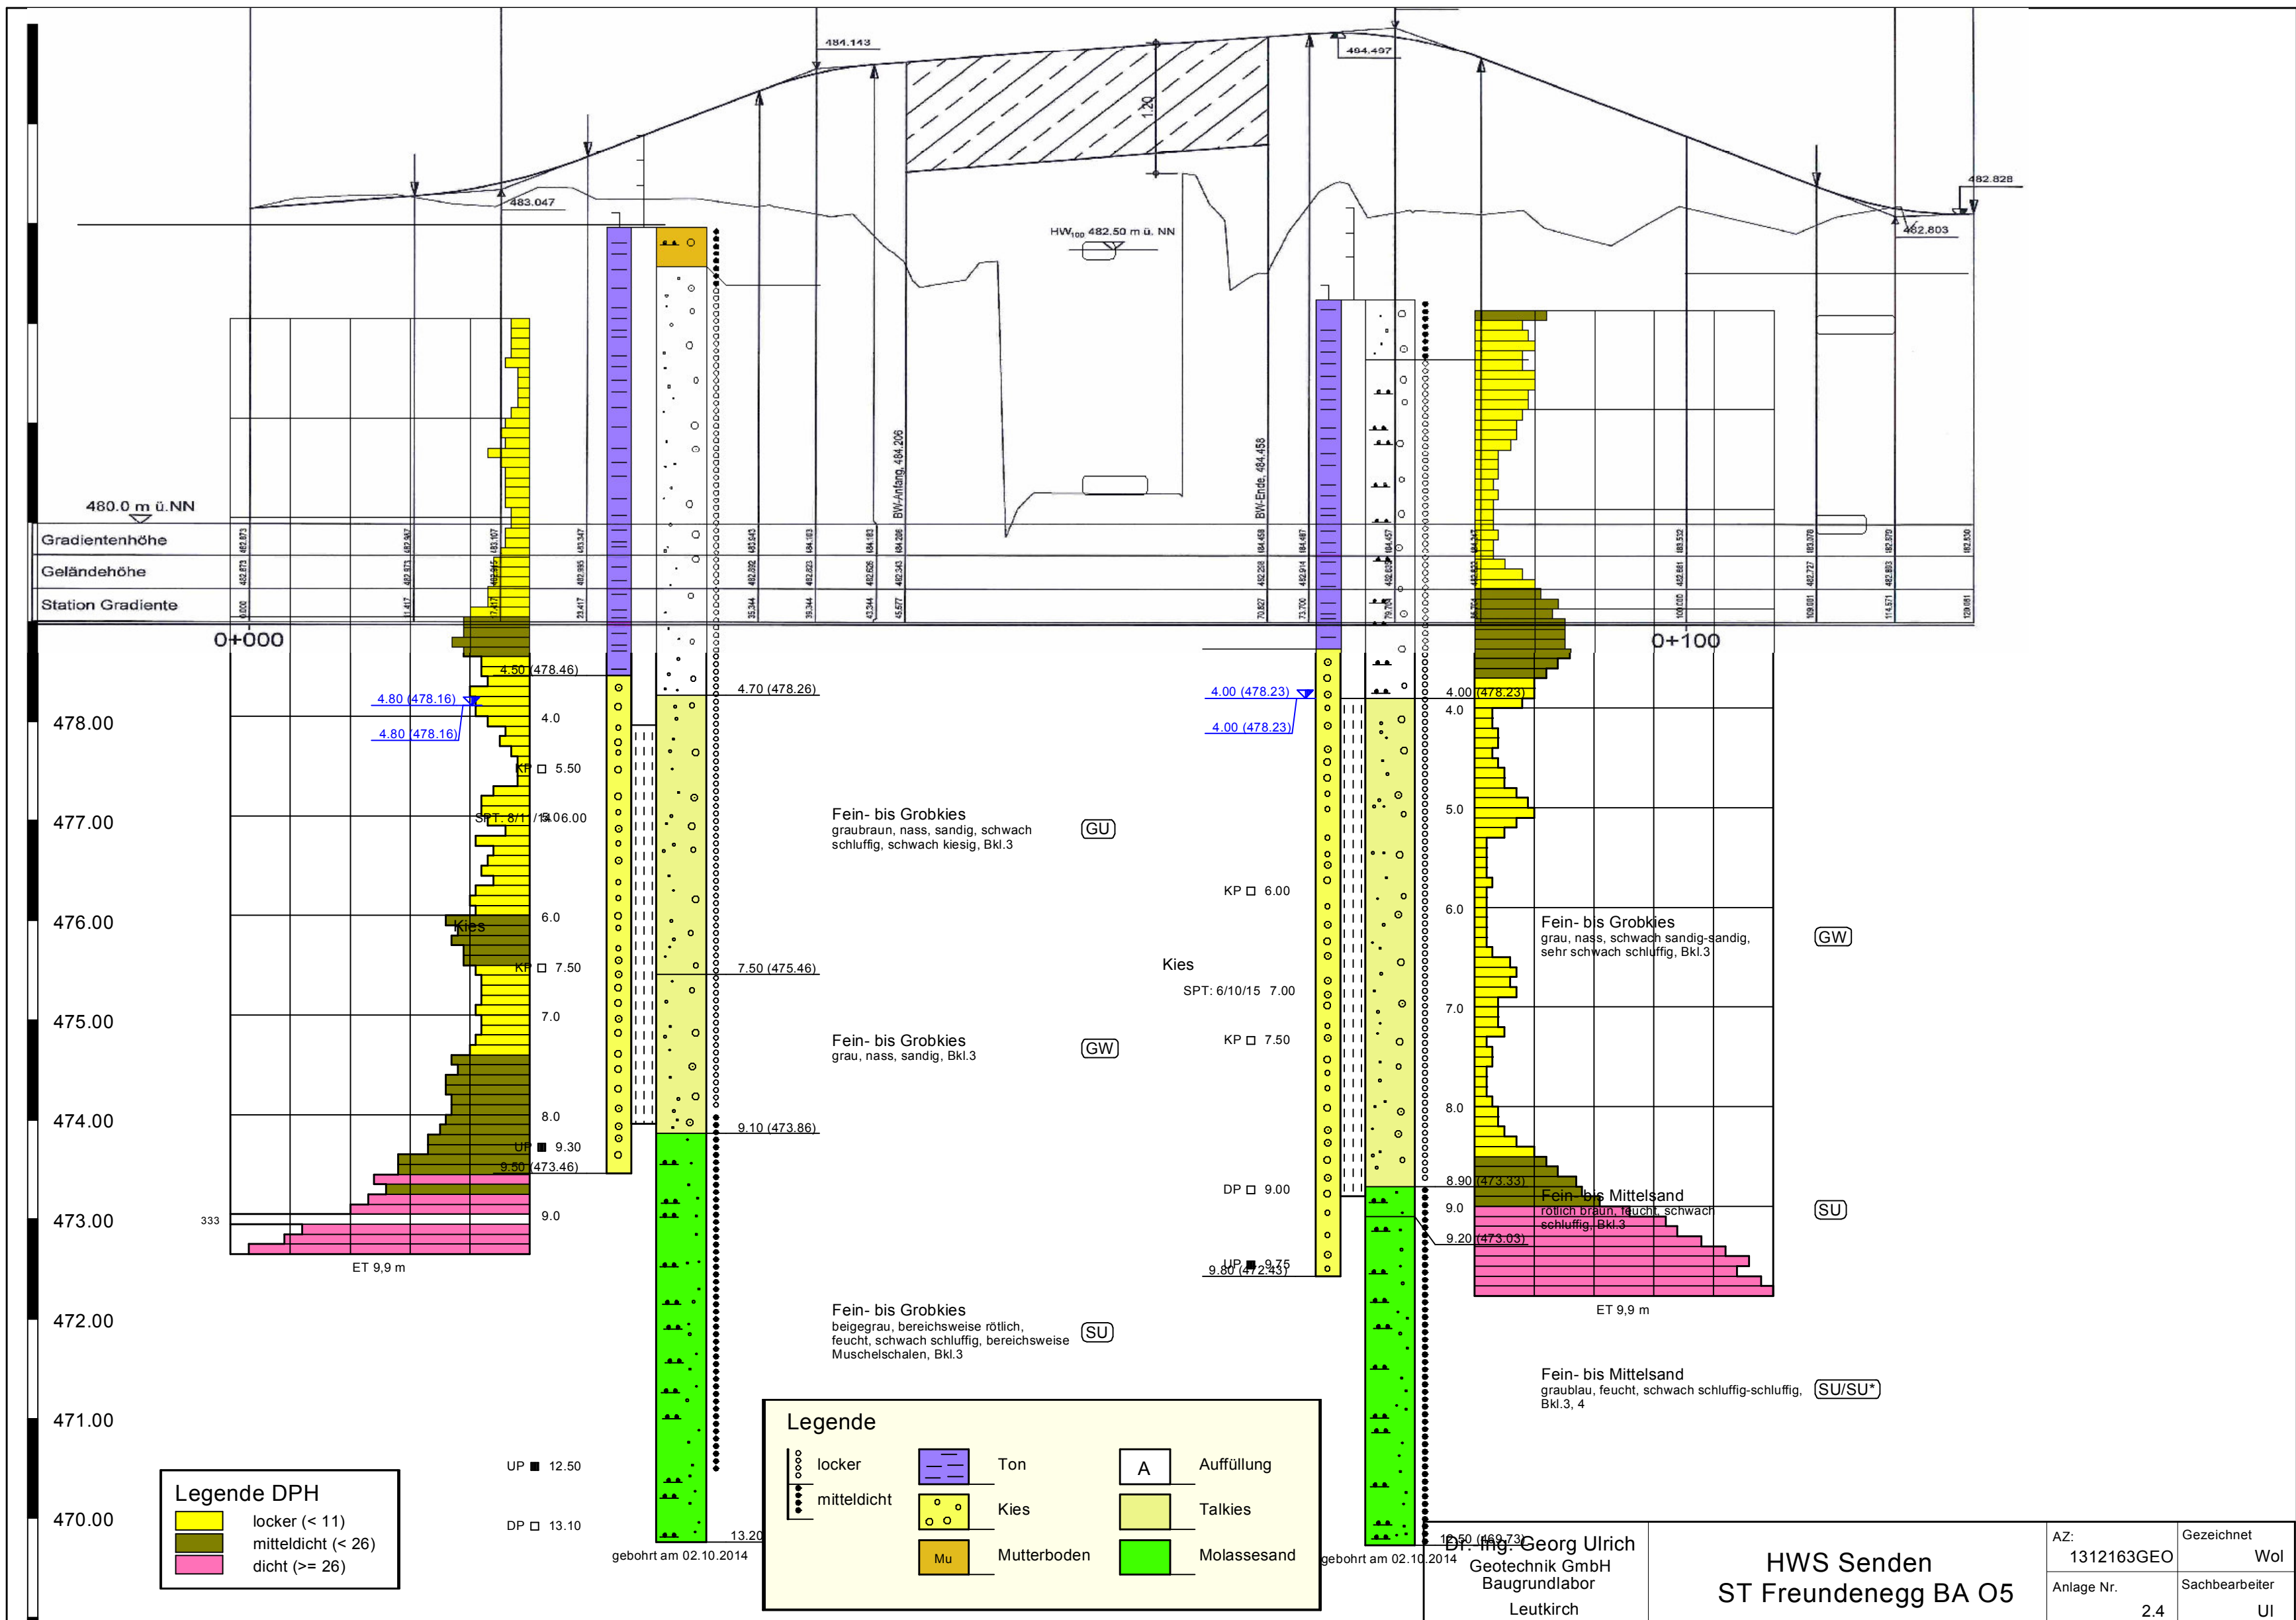 484.143
484.497
1.20
482.828
483.047
482.803
HW100 482.50 m ü. NN
BW-Anfang, 484.206
BW-Ende, 484.458
480.0 m ü.NN
Gradientenhöhe
Geländehöhe
Station Gradiente
0+000
0+100
4.50 (478.46)
4.70 (478.26)
4.80 (478.16)
4.80 (478.16)
4.00 (478.23)
4.00 (478.23)
4.00 (478.23)
478.00
4.0
4.0
KP 5.50
477.00
5.0
SPT: 8/11/14 6.00
5.0
Fein- bis Grobkies
graubraun, nass, sandig, schwach
schluffig, schwach kiesig, Bkl.3
GU
KP 6.00
476.00
6.0
Kies
6.0
Fein- bis Grobkies
grau, nass, schwach sandig-sandig,
sehr schwach schluffig, Bkl.3
GW
KP 7.50
7.50 (475.46)
Kies
SPT: 6/10/15 7.00
475.00
7.0
7.0
Fein- bis Grobkies
grau, nass, sandig, Bkl.3
GW
KP 7.50
474.00
8.0
8.0
9.10 (473.86)
UP 9.30
9.50 (473.46)
DP 9.00
8.90 (473.33)
Fein- bis Mittelsand
rötlich braun, feucht, schwach
schluffig, Bkl.3
SU
473.00
333
9.0
9.0
9.20 (473.03)
UP 9.75
9.80 (472.43)
ET 9,9 m
ET 9,9 m
472.00
Fein- bis Grobkies
beigegrau, bereichsweise rötlich,
feucht, schwach schluffig, bereichsweise
Muschelschalen, Bkl.3
SU
Fein- bis Mittelsand
graublau, feucht, schwach schluffig-schluffig,
Bkl.3, 4
SU/SU*
471.00
UP 12.50
470.00
DP 13.10
13.20
gebohrt am 02.10.2014
12.50 (469.73)
gebohrt am 02.10.2014
Legende DPH
locker (< 11)
mitteldicht (< 26)
dicht (>= 26)
Legende
locker
mitteldicht
Ton
Kies
Mu
Mutterboden
A
Auffüllung
Talkies
Molassesand
Dr.-Ing. Georg Ulrich
Geotechnik GmbH
Baugrundlabor
Leutkirch
HWS Senden
ST Freundenegg BA O5
AZ:
1312163GEO
Gezeichnet
Wol
Anlage Nr.
2.4
Sachbearbeiter
Ul